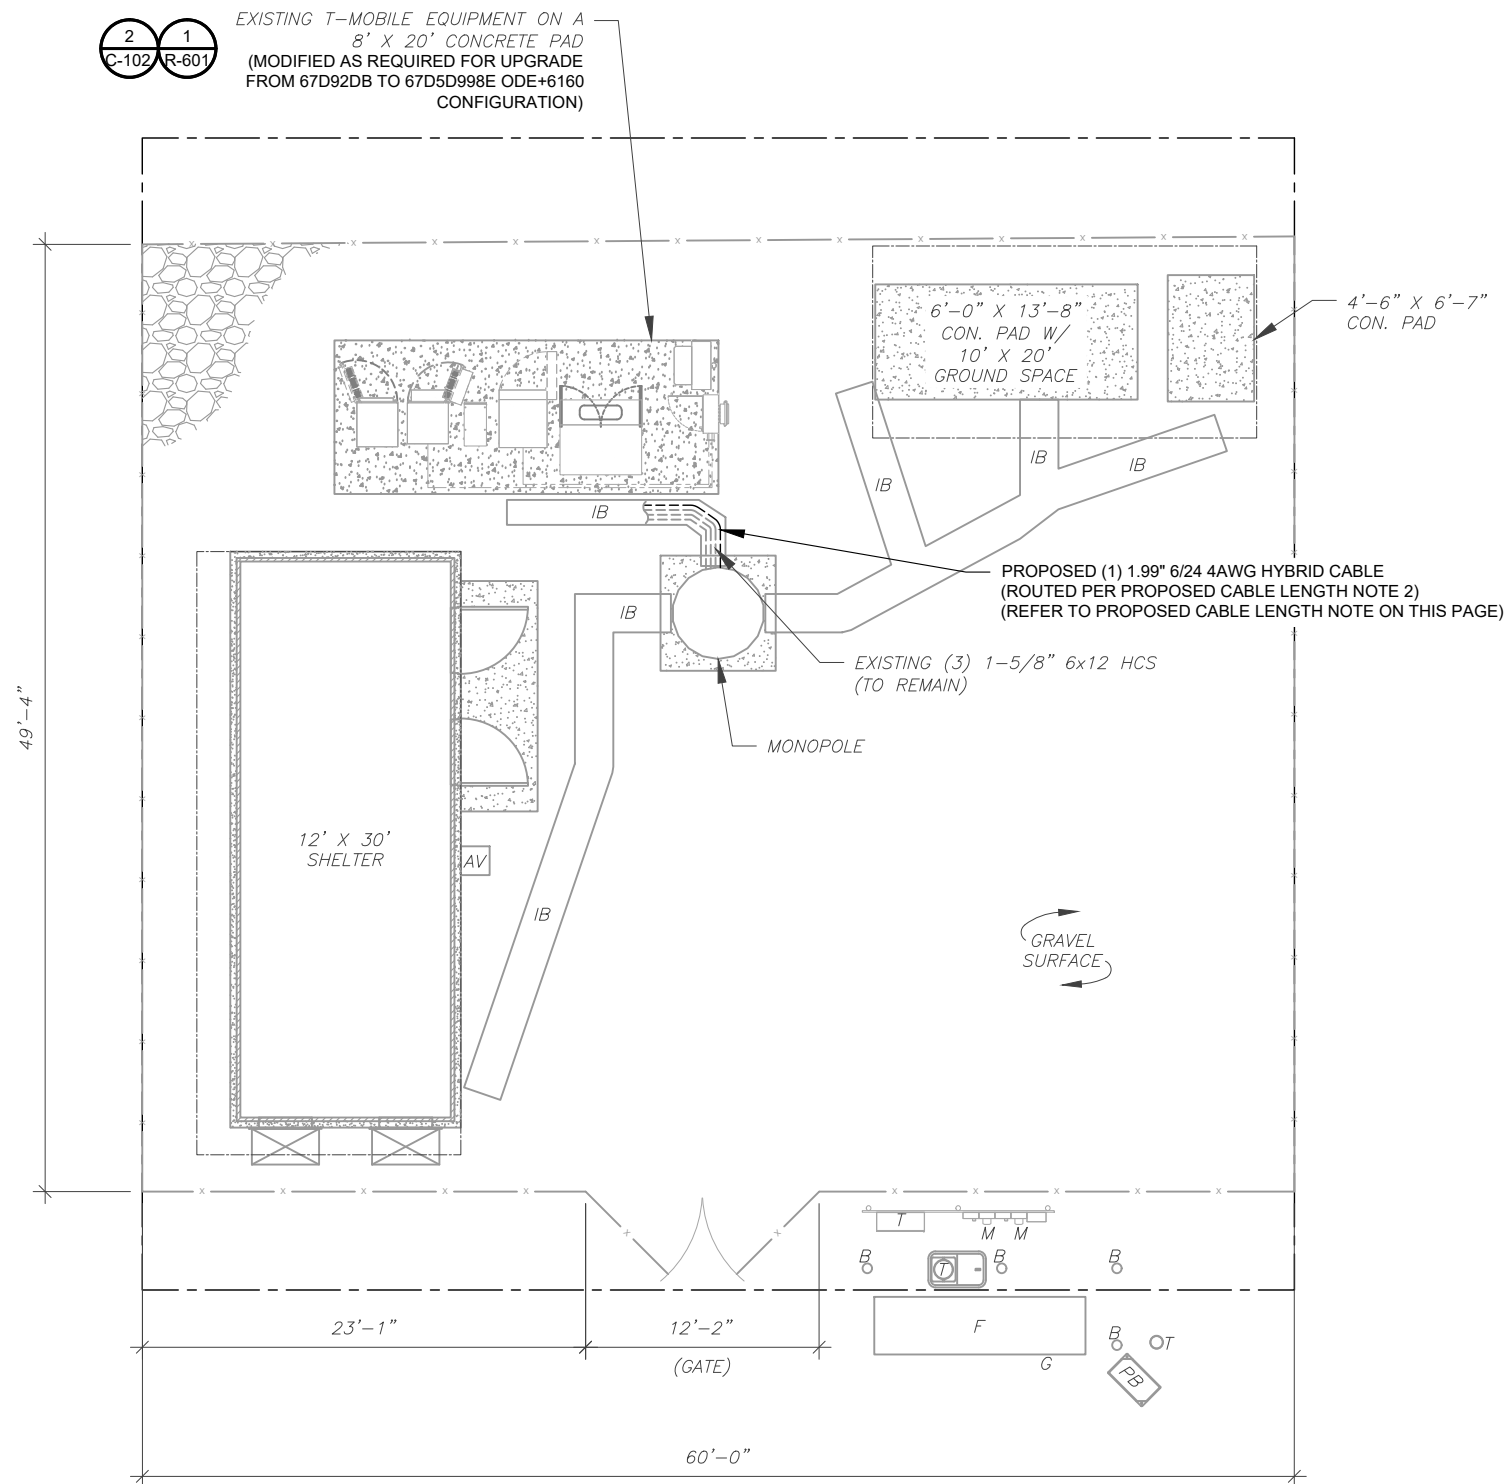 2
1
C-102
R-601
EXISTING T-MOBILE EQUIPMENT ON A
8' X 20' CONCRETE PAD
(MODIFIED AS REQUIRED FOR UPGRADE
FROM 67D92DB TO 67D5D998E ODE+6160
CONFIGURATION)
6'-0" X 13'-8"
CON. PAD W/
10' X 20'
GROUND SPACE
4'-6" X 6'-7"
CON. PAD
IB
IB
IB
IB
PROPOSED (1) 1.99" 6/24 4AWG HYBRID CABLE
(ROUTED PER PROPOSED CABLE LENGTH NOTE 2)
(REFER TO PROPOSED CABLE LENGTH NOTE ON THIS PAGE)
IB
EXISTING (3) 1-5/8" 6x12 HCS
(TO REMAIN)
49'-4"
MONOPOLE
12' X 30'
SHELTER
AV
IB
GRAVEL
SURFACE
T
M M
B
T
B
B
23'-1"
12'-2"
(GATE)
F
G
B
T
PB
60'-0"